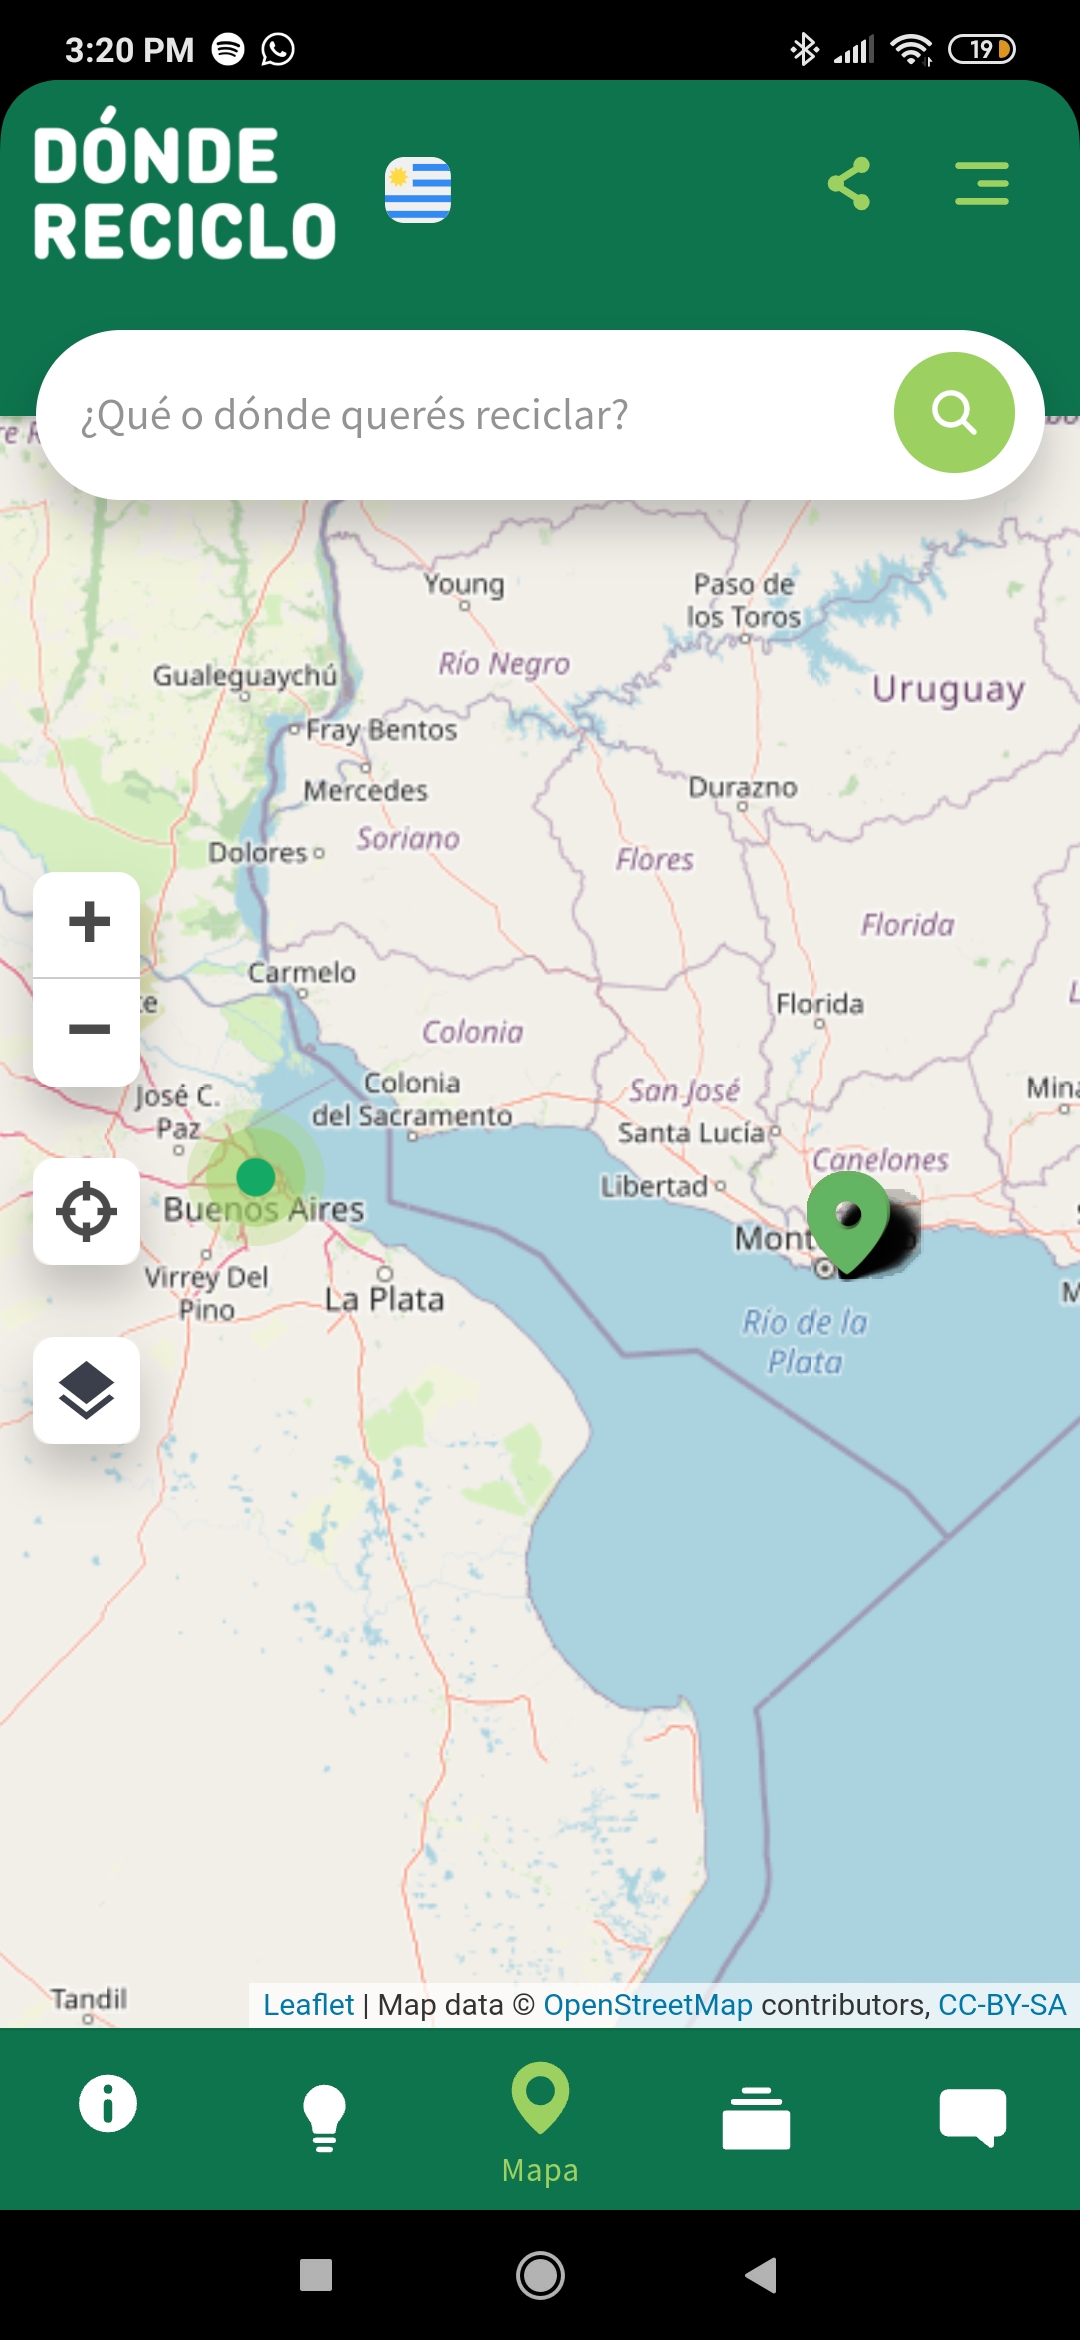 3:20 PM
19
DÓNDE
RECICLO
¿Qué o dónde querés reciclar?
Young
Paso de
los Toros
Río Negro
Gualeguaychú
Uruguay
Fray Bentos
Mercedes
Durazno
Soriano
Dolores
Flores
Florida
Carmelo
Florida
Colonia
Colonia
del Sacramento
San José
José C.
Paz
Santa Lucía
Canelones
Libertad
Buenos Aires
Virrey Del
Pino
La Plata
Río de la
Plata
Tandil
Leaflet | Map data © OpenStreetMap contributors, CC-BY-SA
Mapa